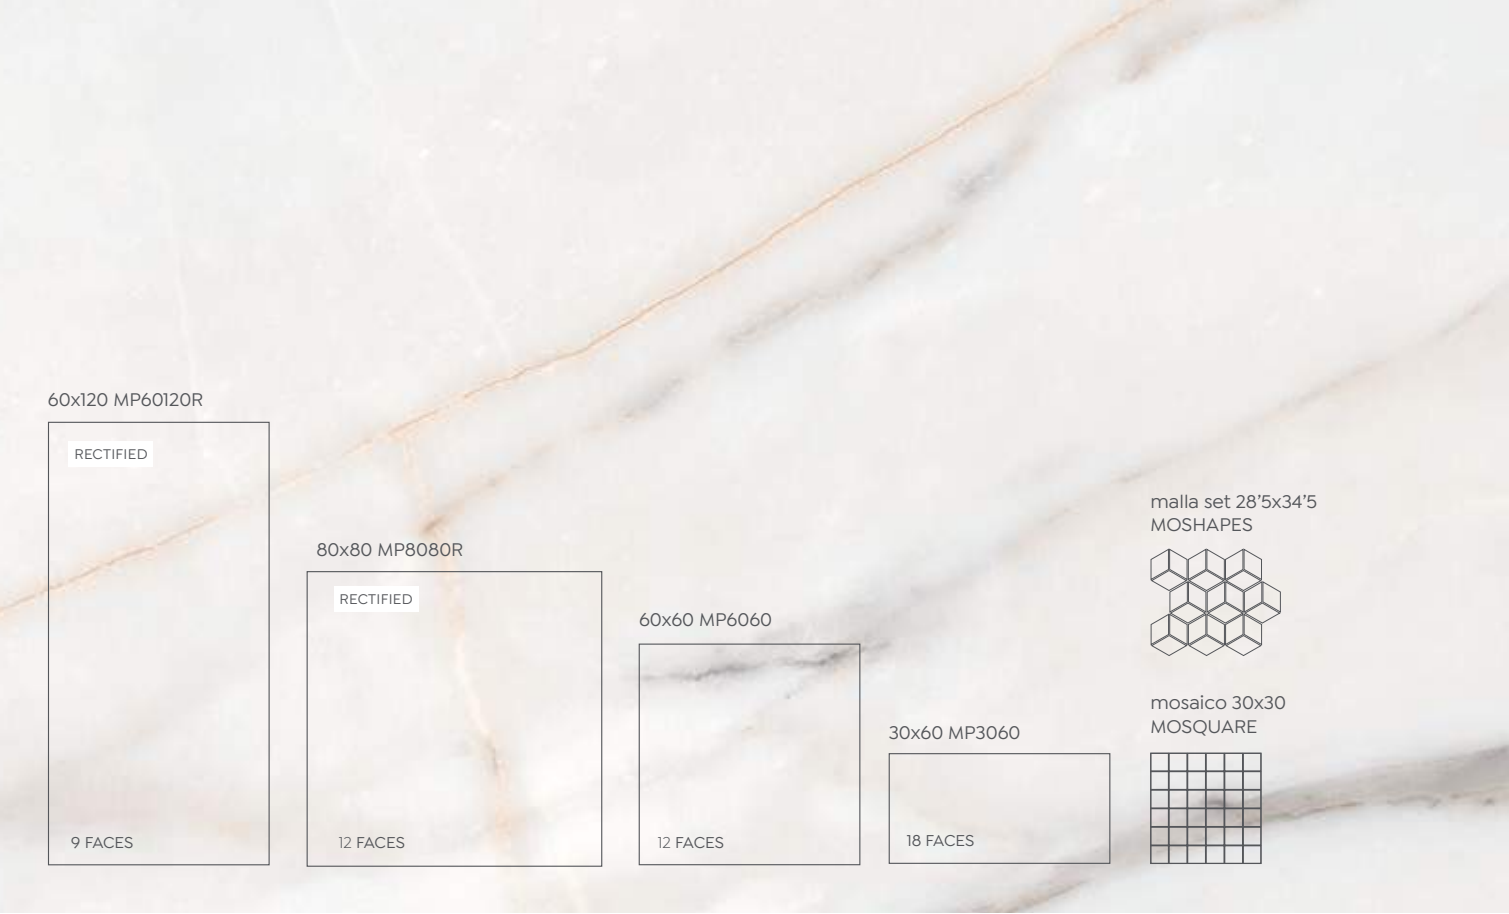 60x120 MP60120R
RECTIFIED
9 FACES
80x80 MP8080R
RECTIFIED
12 FACES
60x60 MP6060
12 FACES
30x60 MP3060
18 FACES
malla set 28’5x34’5
MOSHAPES
mosaico 30x30
MOSQUARE